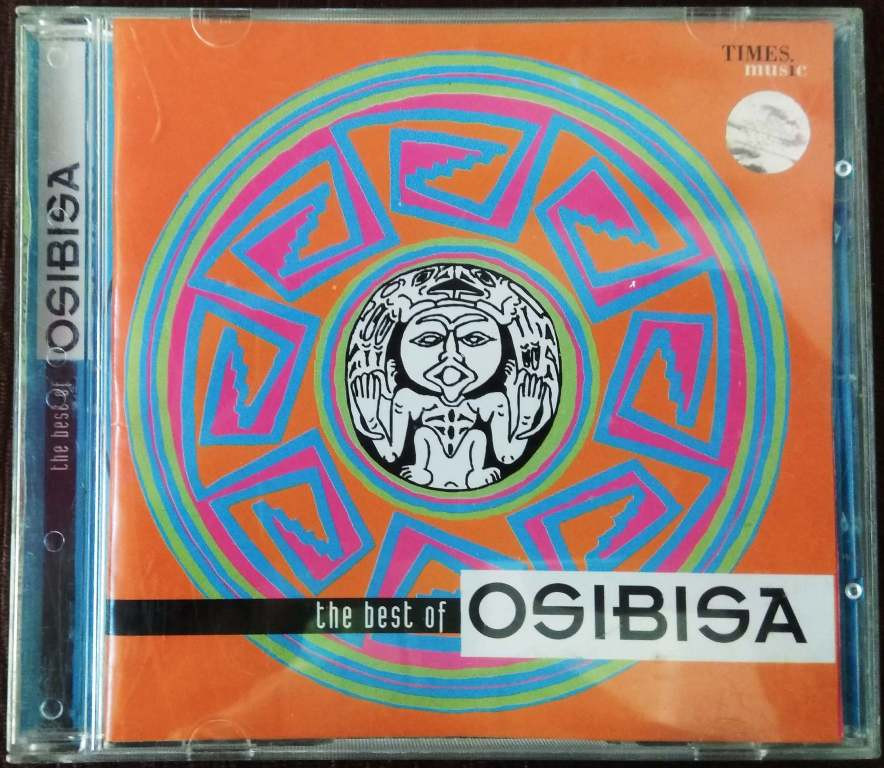 TIMES
music
the best of OSIBISA
the best of OSIBISA